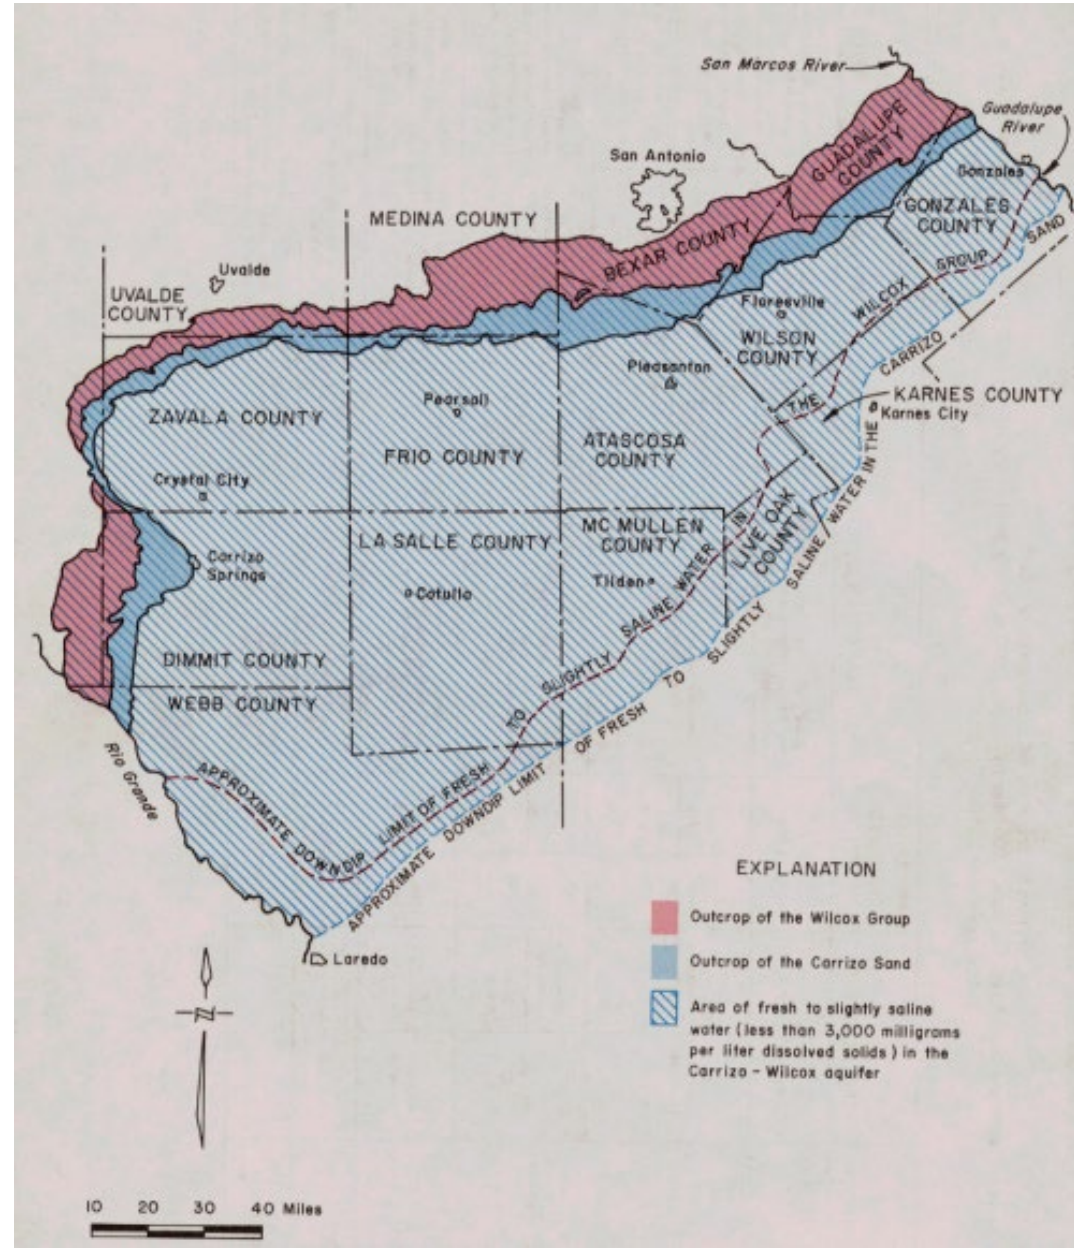 San Marcos River
Guadalupe
River
GUADALUPE
COUNTY
San Antonio
Gonzales
GONZALES
COUNTY
MEDINA COUNTY
BEXAR COUNTY
Uvalde
UVALDE
COUNTY
Floresville
WILSON
COUNTY
Pleasanton
KARNES COUNTY
Karnes City
ZAVALA COUNTY
Pearsall
FRIO COUNTY
ATASCOSA
COUNTY
Crystal City
LA SALLE COUNTY
MC MULLEN
COUNTY
LIVE OAK
COUNTY
Carrizo
Springs
Cotulla
Tilden
DIMMIT COUNTY
WEBB COUNTY
Rio Grande
APPROXIMATE DOWNDIP LIMIT OF FRESH TO SLIGHTLY SALINE WATER IN THE WILCOX GROUP
APPROXIMATE DOWNDIP LIMIT OF FRESH TO SLIGHTLY SALINE WATER IN THE CARRIZO SAND
Laredo
EXPLANATION
Outcrop of the Wilcox Group
Outcrop of the Carrizo Sand
Area of fresh to slightly saline
water (less than 3,000 milligrams
per liter dissolved solids) in the
Carrizo - Wilcox aquifer
N
10 20 30 40 Miles